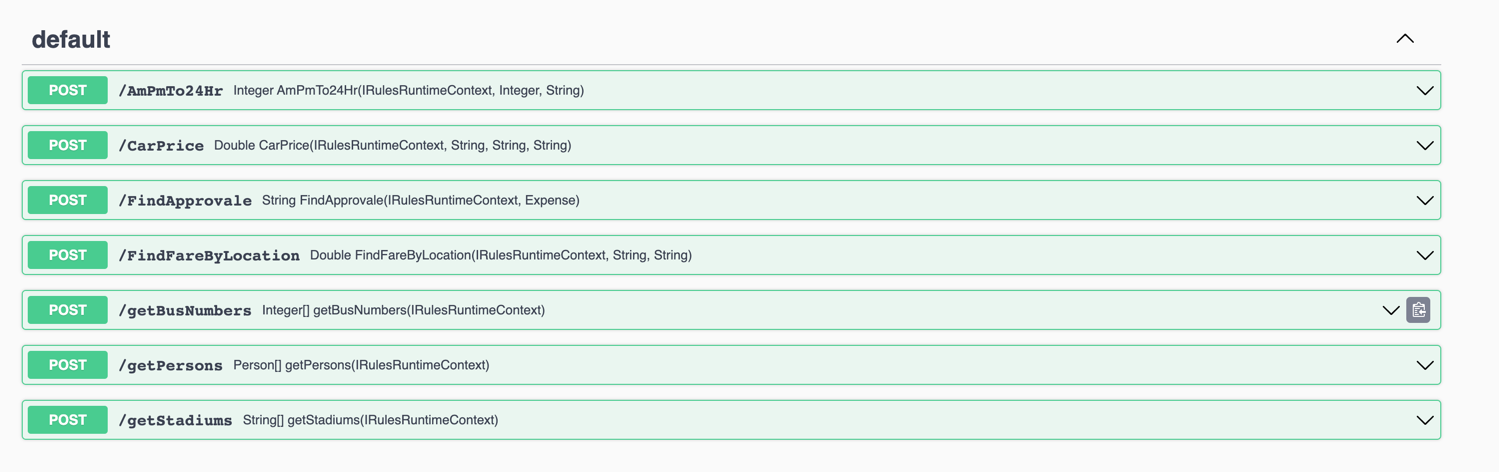 default
POST /AmPmTo24Hr Integer AmPmTo24Hr(IRulesRuntimeContext, Integer, String)
POST /CarPrice Double CarPrice(IRulesRuntimeContext, String, String, String)
POST /FindApprovale String FindApprovale(IRulesRuntimeContext, Expense)
POST /FindFareByLocation Double FindFareByLocation(IRulesRuntimeContext, String, String)
POST /getBusNumbers Integer[] getBusNumbers(IRulesRuntimeContext)
POST /getPersons Person[] getPersons(IRulesRuntimeContext)
POST /getStadiums String[] getStadiums(IRulesRuntimeContext)